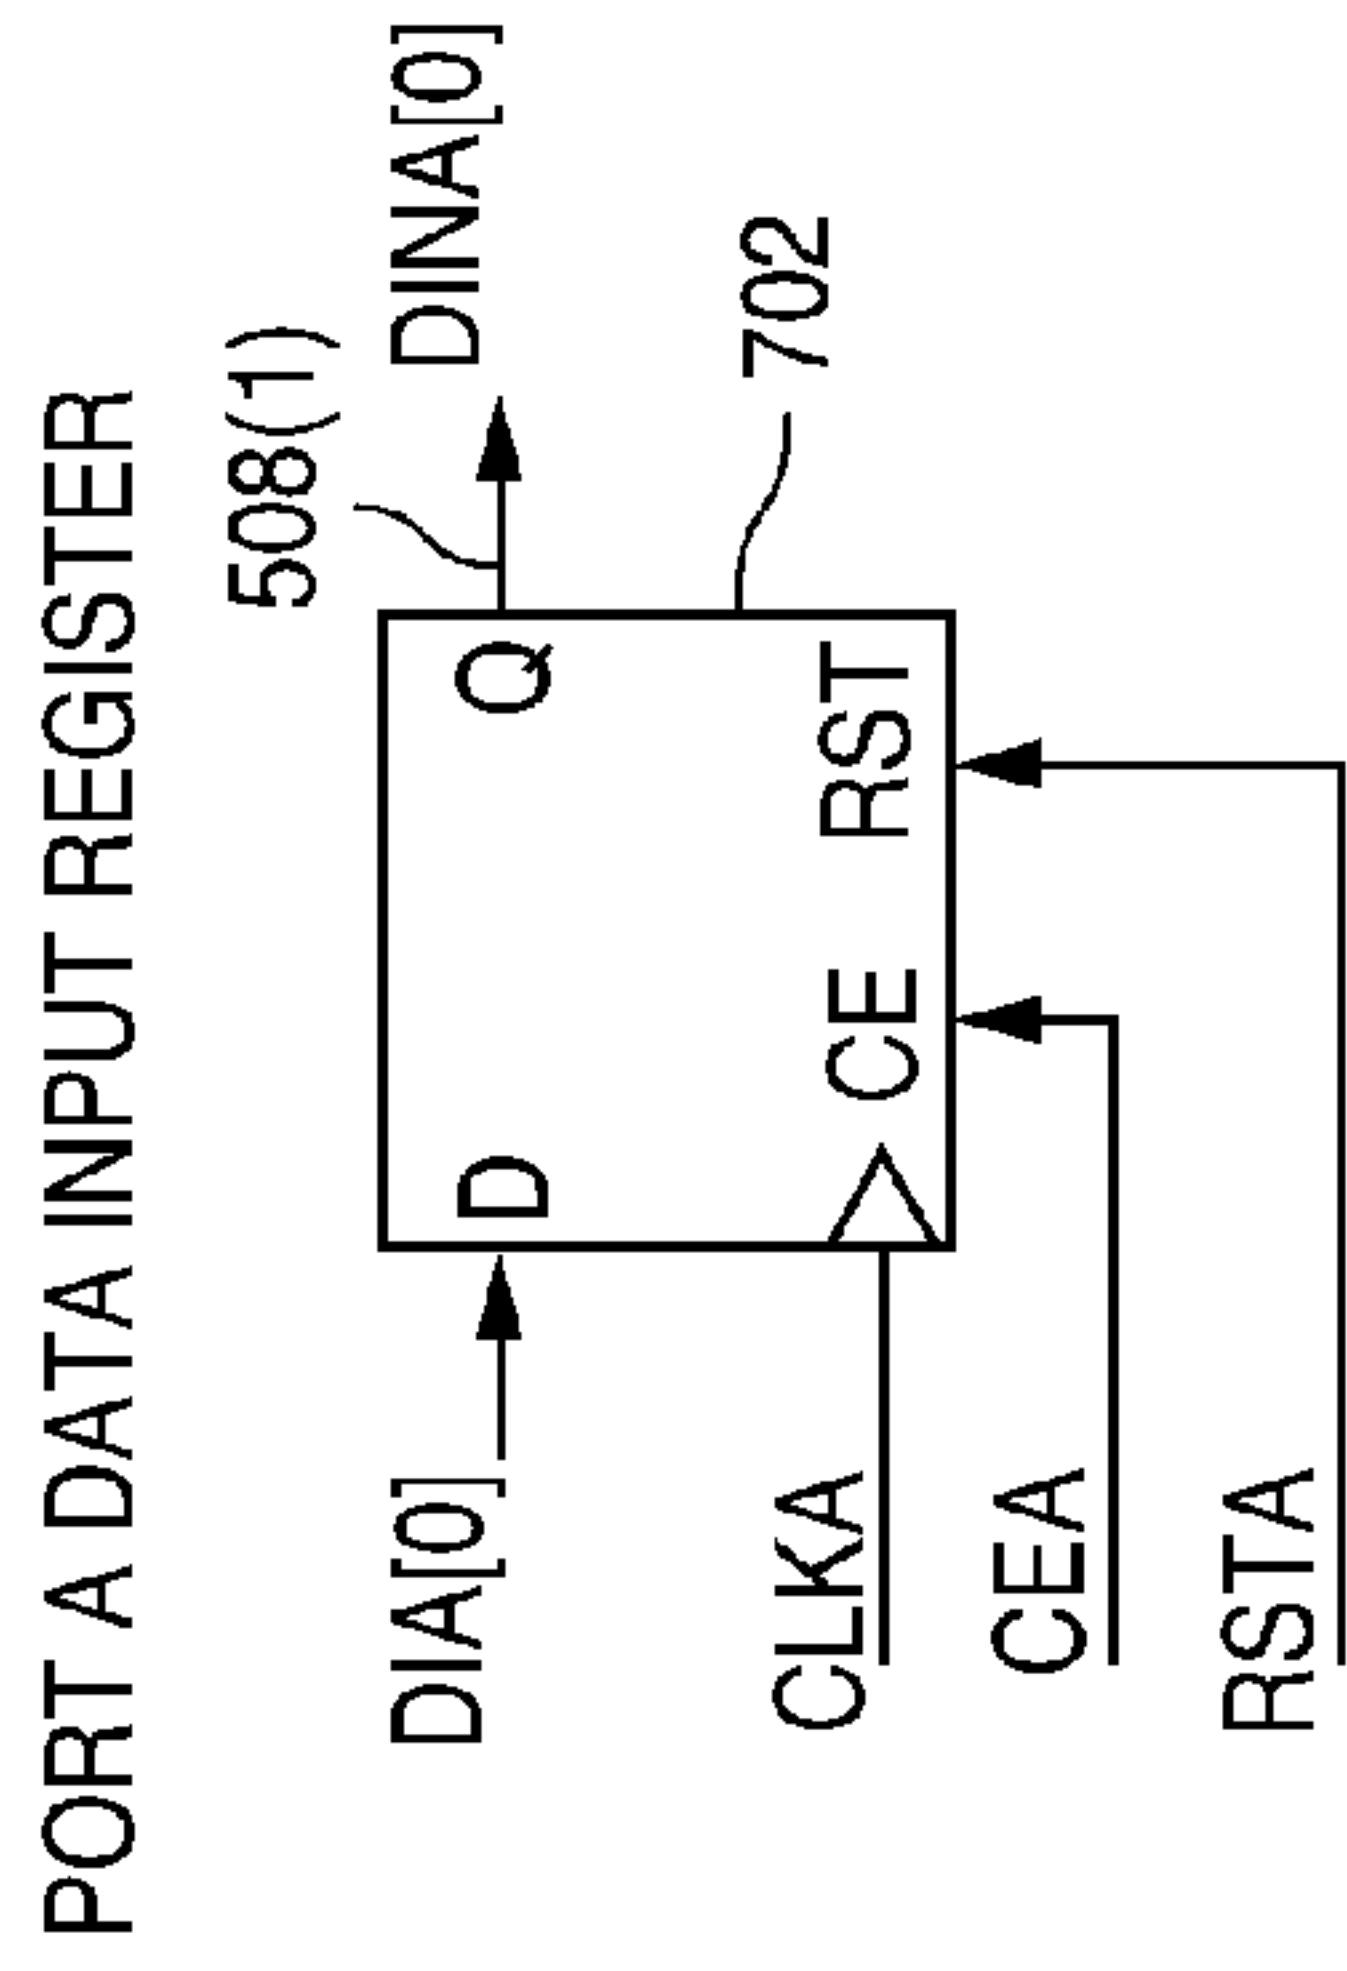 PORT A DATA INPUT REGISTER
508(1)
DIA[0]
D
Q
DINA[0]
702
CLKA
CE
RST
CEA
RSTA